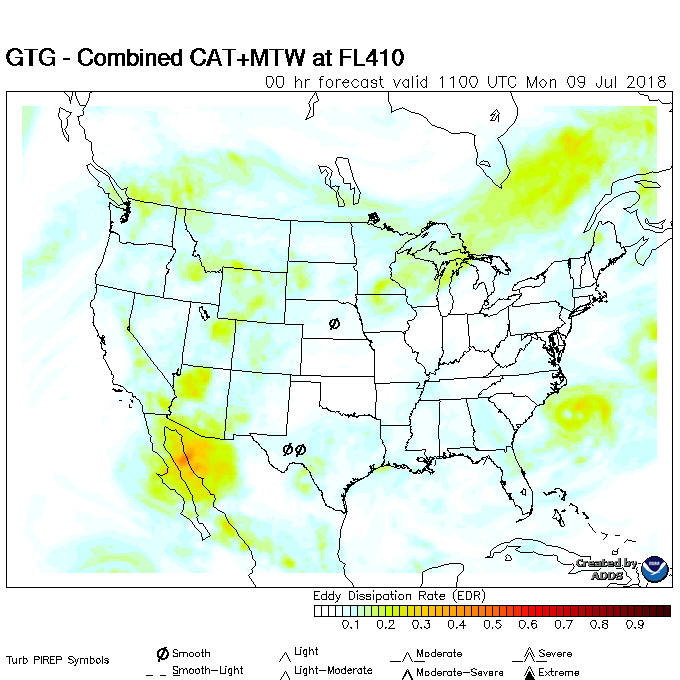 GTG - Combined CAT+MTW at FL410
00 hr forecast valid 1100 UTC Mon 09 Jul 2018
Created by
ADDS
Eddy Dissipation Rate (EDR)
0.1 0.2 0.3 0.4 0.5 0.6 0.7 0.8 0.9
Turb PIREP Symbols
Smooth
Light
Moderate
Severe
Smooth-Light
Light-Moderate
Moderate-Severe
Extreme